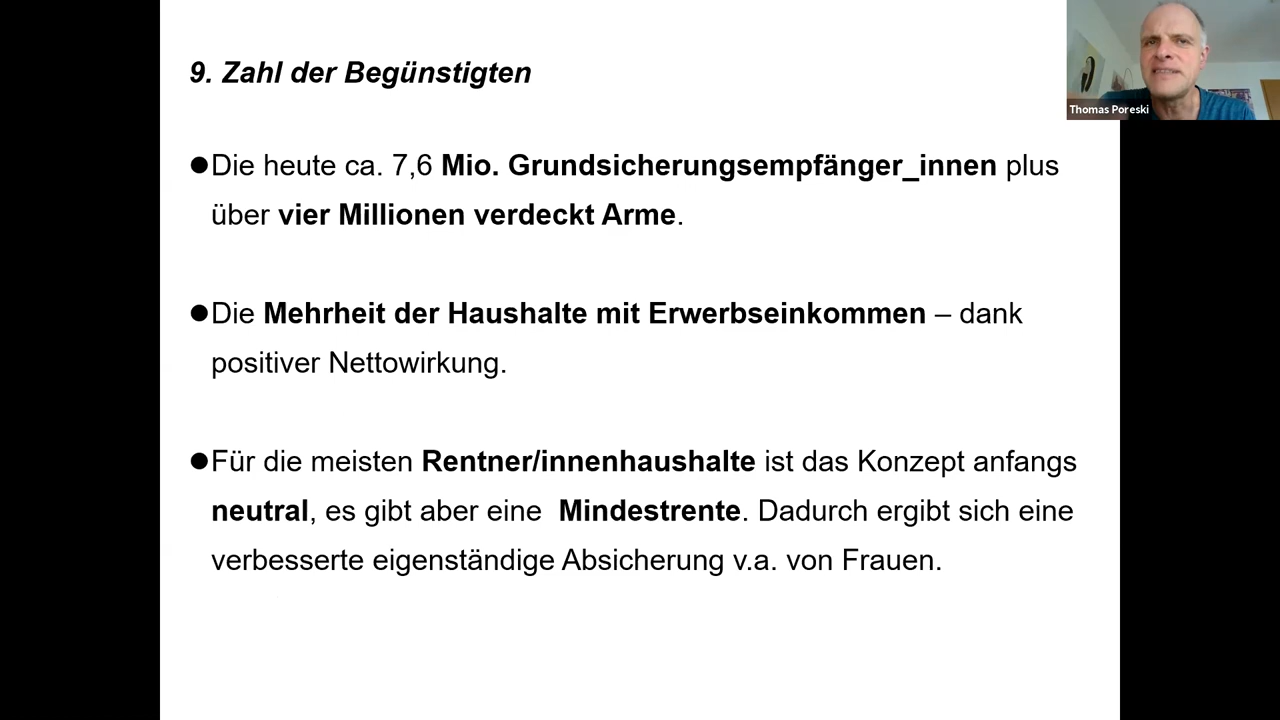 9. Zahl der Begünstigten
Thomas Poreski
●Die heute ca. 7,6 Mio. Grundsicherungsempfänger_innen plus
über vier Millionen verdeckt Arme.
●Die Mehrheit der Haushalte mit Erwerbseinkommen – dank
positiver Nettowirkung.
●Für die meisten Rentner/innenhaushalte ist das Konzept anfangs
neutral, es gibt aber eine  Mindestrente. Dadurch ergibt sich eine
verbesserte eigenständige Absicherung v.a. von Frauen.